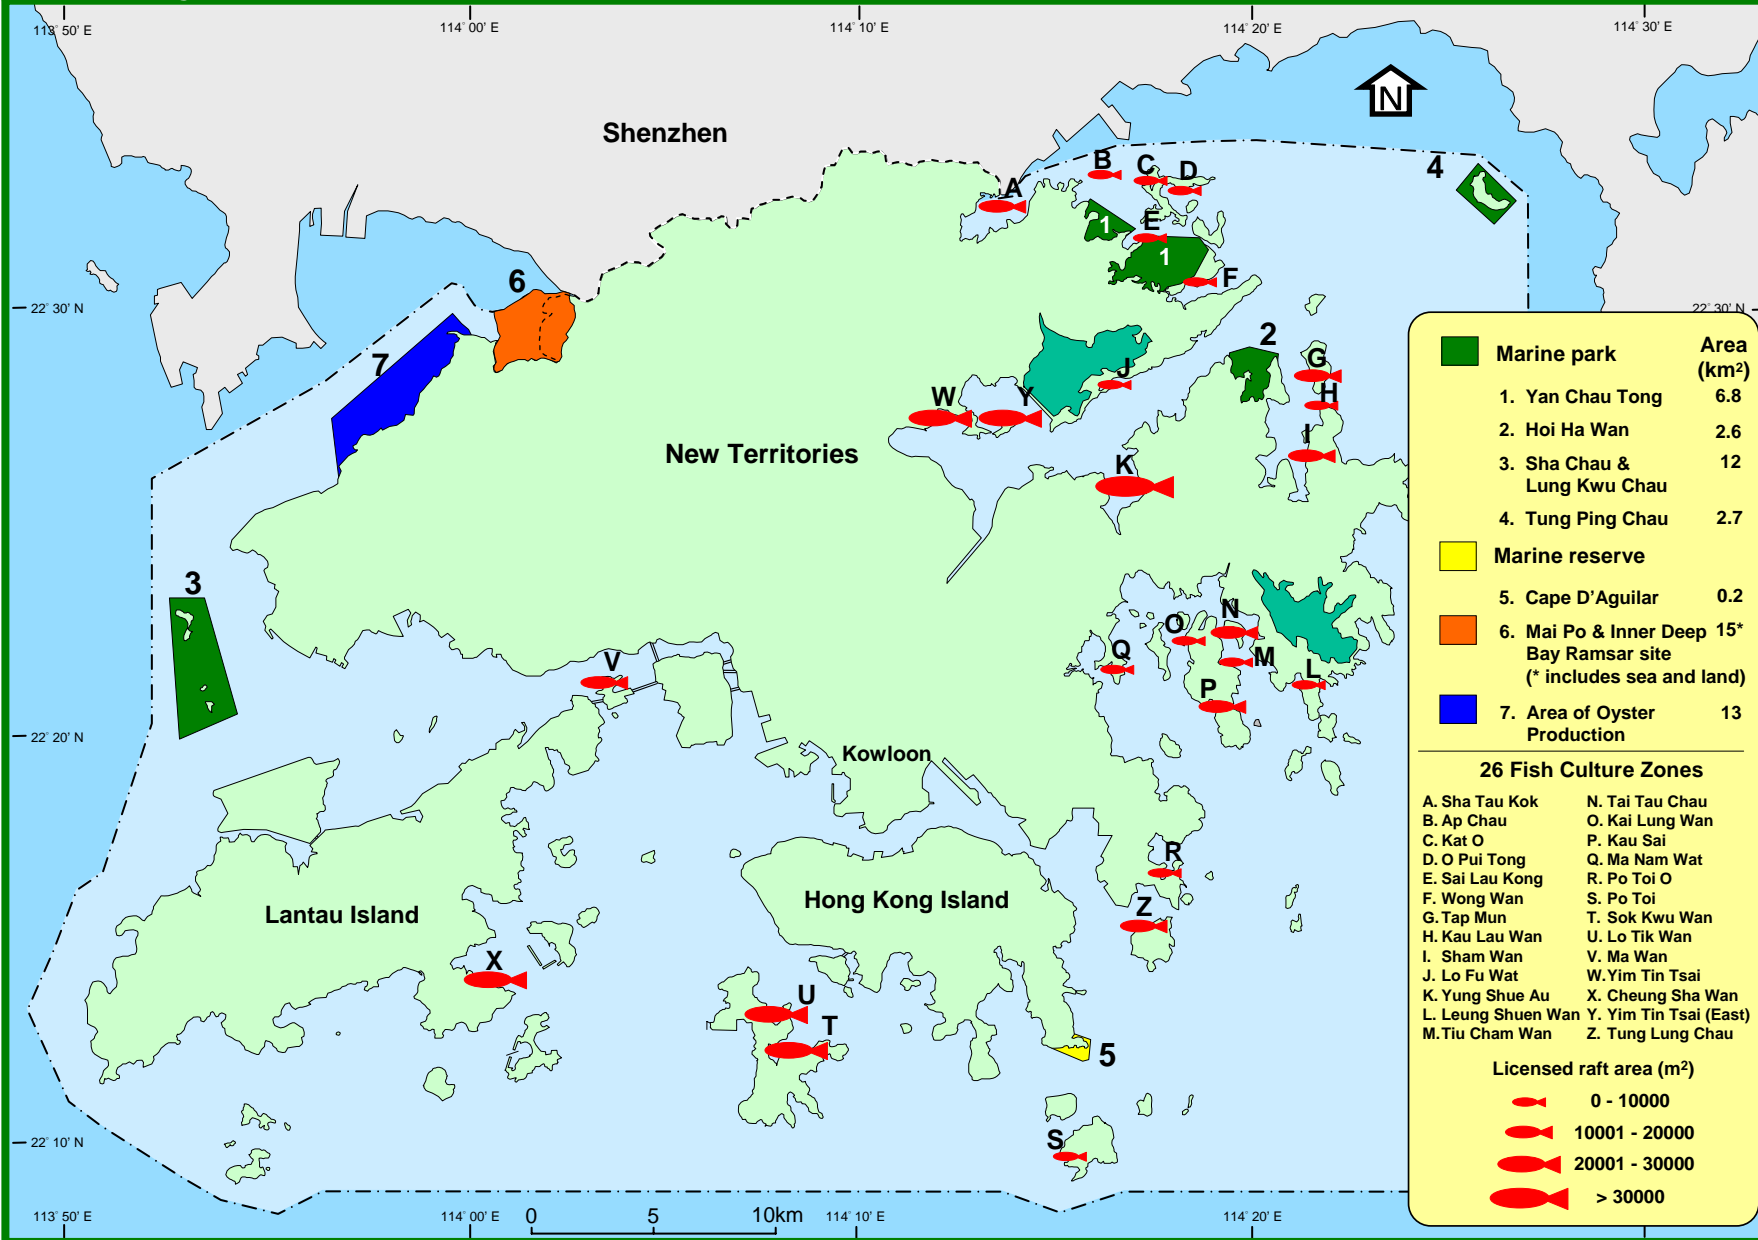 113° 50' E
114° 00' E
114° 10' E
114° 20' E
114° 30' E
N
Shenzhen
B
C
D
A
4
1
E
1
F
6
22° 30' N
22° 30' N
7
2
G
J
H
W
Y
I
New Territories
K
3
N
O
Q
M
V
L
P
22° 20' N
Kowloon
R
Hong Kong Island
Lantau Island
Z
X
U
T
5
S
22° 10' N
113° 50' E
114° 00' E
0 5 10km
114° 10' E
114° 20' E
Marine park Area
(km²)
1. Yan Chau Tong 6.8
2. Hoi Ha Wan 2.6
3. Sha Chau & 12
Lung Kwu Chau
4. Tung Ping Chau 2.7
Marine reserve
5. Cape D'Aguilar 0.2
6. Mai Po & Inner Deep 15*
Bay Ramsar site
(* includes sea and land)
7. Area of Oyster 13
Production
26 Fish Culture Zones
A. Sha Tau Kok N. Tai Tau Chau
B. Ap Chau O. Kai Lung Wan
C. Kat O P. Kau Sai
D. O Pui Tong Q. Ma Nam Wat
E. Sai Lau Kong R. Po Toi O
F. Wong Wan S. Po Toi
G. Tap Mun T. Sok Kwu Wan
H. Kau Lau Wan U. Lo Tik Wan
I. Sham Wan V. Ma Wan
J. Lo Fu Wat W. Yim Tin Tsai
K. Yung Shue Au X. Cheung Sha Wan
L. Leung Shuen Wan Y. Yim Tin Tsai (East)
M. Tiu Cham Wan Z. Tung Lung Chau
Licensed raft area (m²)
0 - 10000
10001 - 20000
20001 - 30000
> 30000